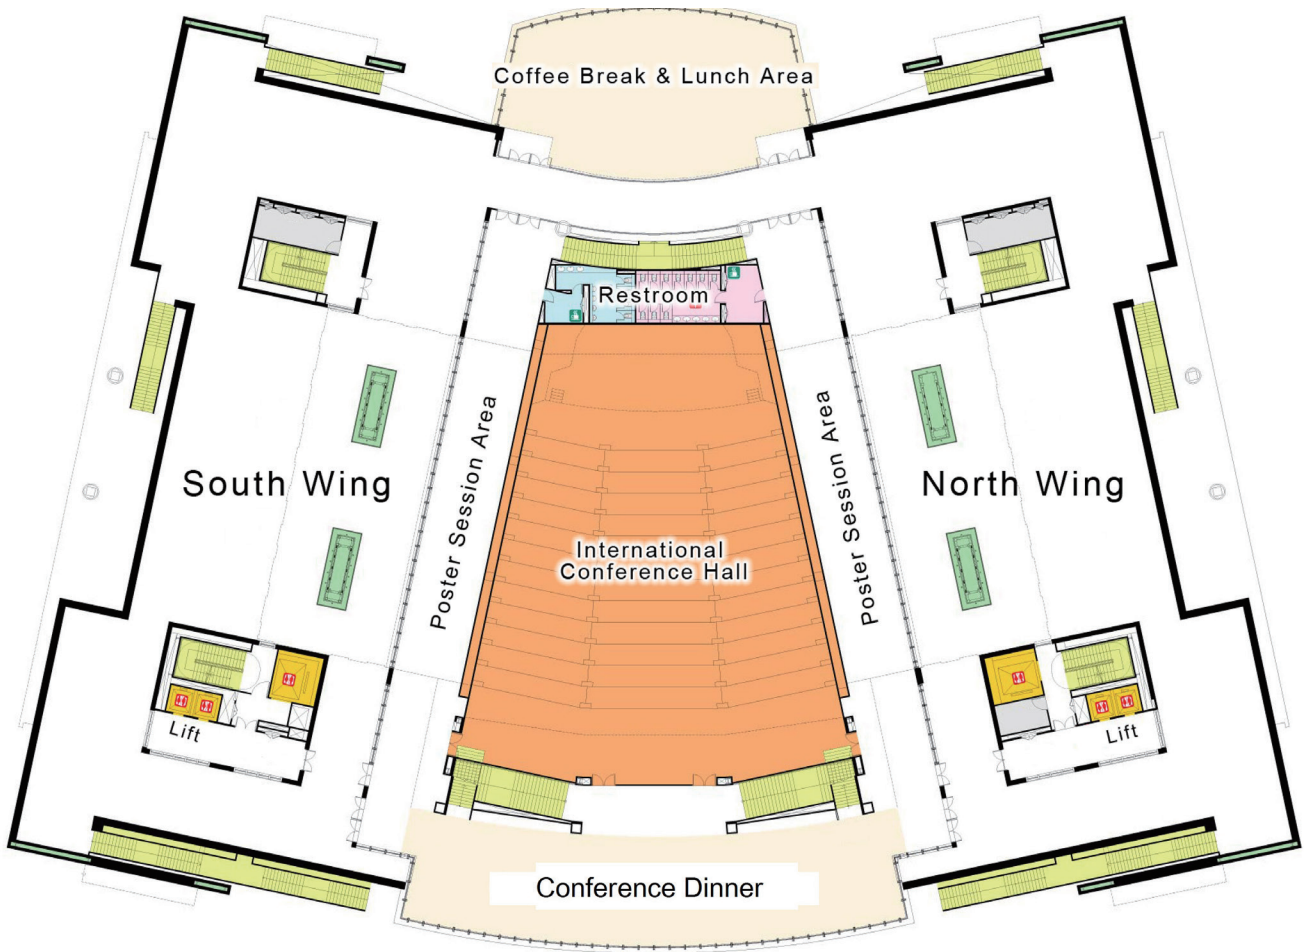 Coffee Break & Lunch Area
Restroom
South Wing
Poster Session Area
International
Conference Hall
Poster Session Area
North Wing
Lift
Lift
Conference Dinner